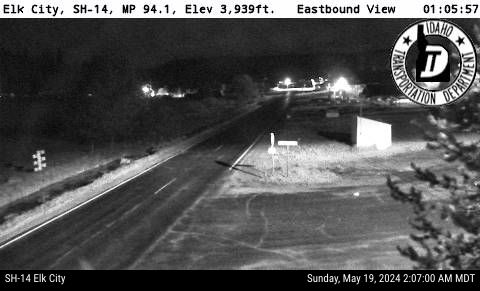 Elk City, SH-14, MP 94.1, Elev 3,939ft. Eastbound View 01:05:57
IDAHO
TRANSPORTATION DEPARTMENT
SH-14 Elk City Sunday, May 19, 2024 2:07:00 AM MDT